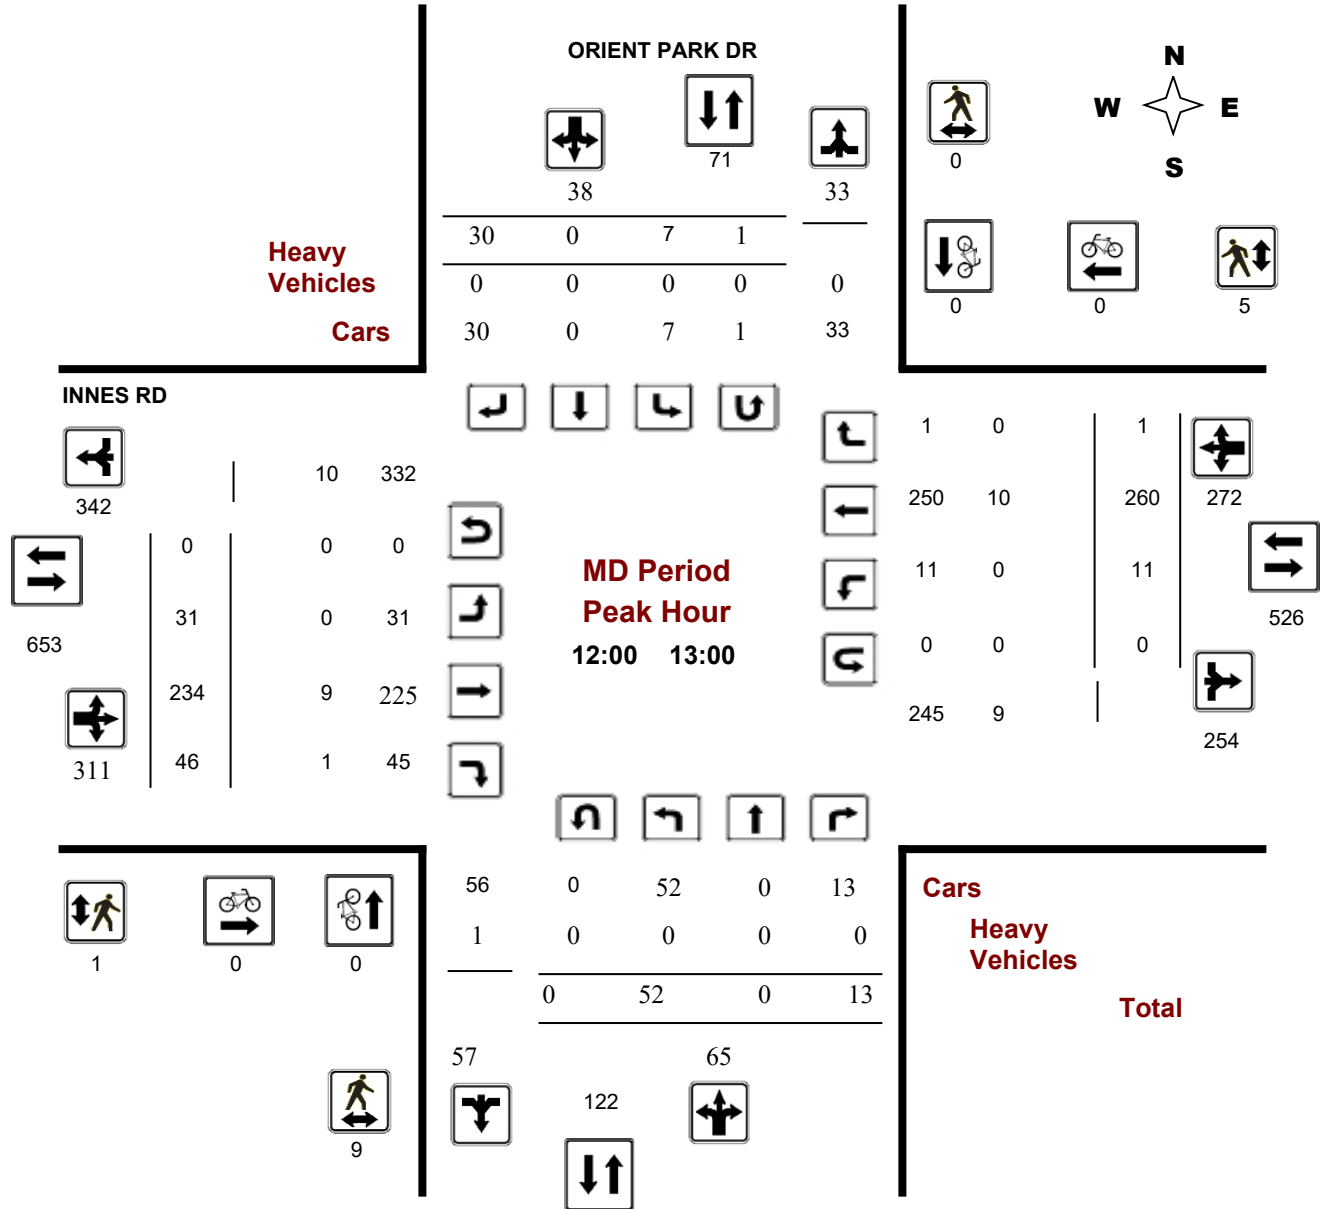 ORIENT PARK DR
N
W E
S
71
0
38 33
30 0 7 1
Heavy
Vehicles
0 0 0 0 0
0 0 5
Cars
30 0 7 1 33
INNES RD
1 0 1
10 332
342
250 10 260 272
0 0 0
MD Period
11 0 11
Peak Hour
31 0 31
526
653
12:00 13:00
0 0 0
234 9 225
245 9
254
311 46 1 45
56 0 52 0 13
Cars
1 0 0 0 0
Heavy
Vehicles
1 0 0
0 52 0 13
Total
57 65
122
9